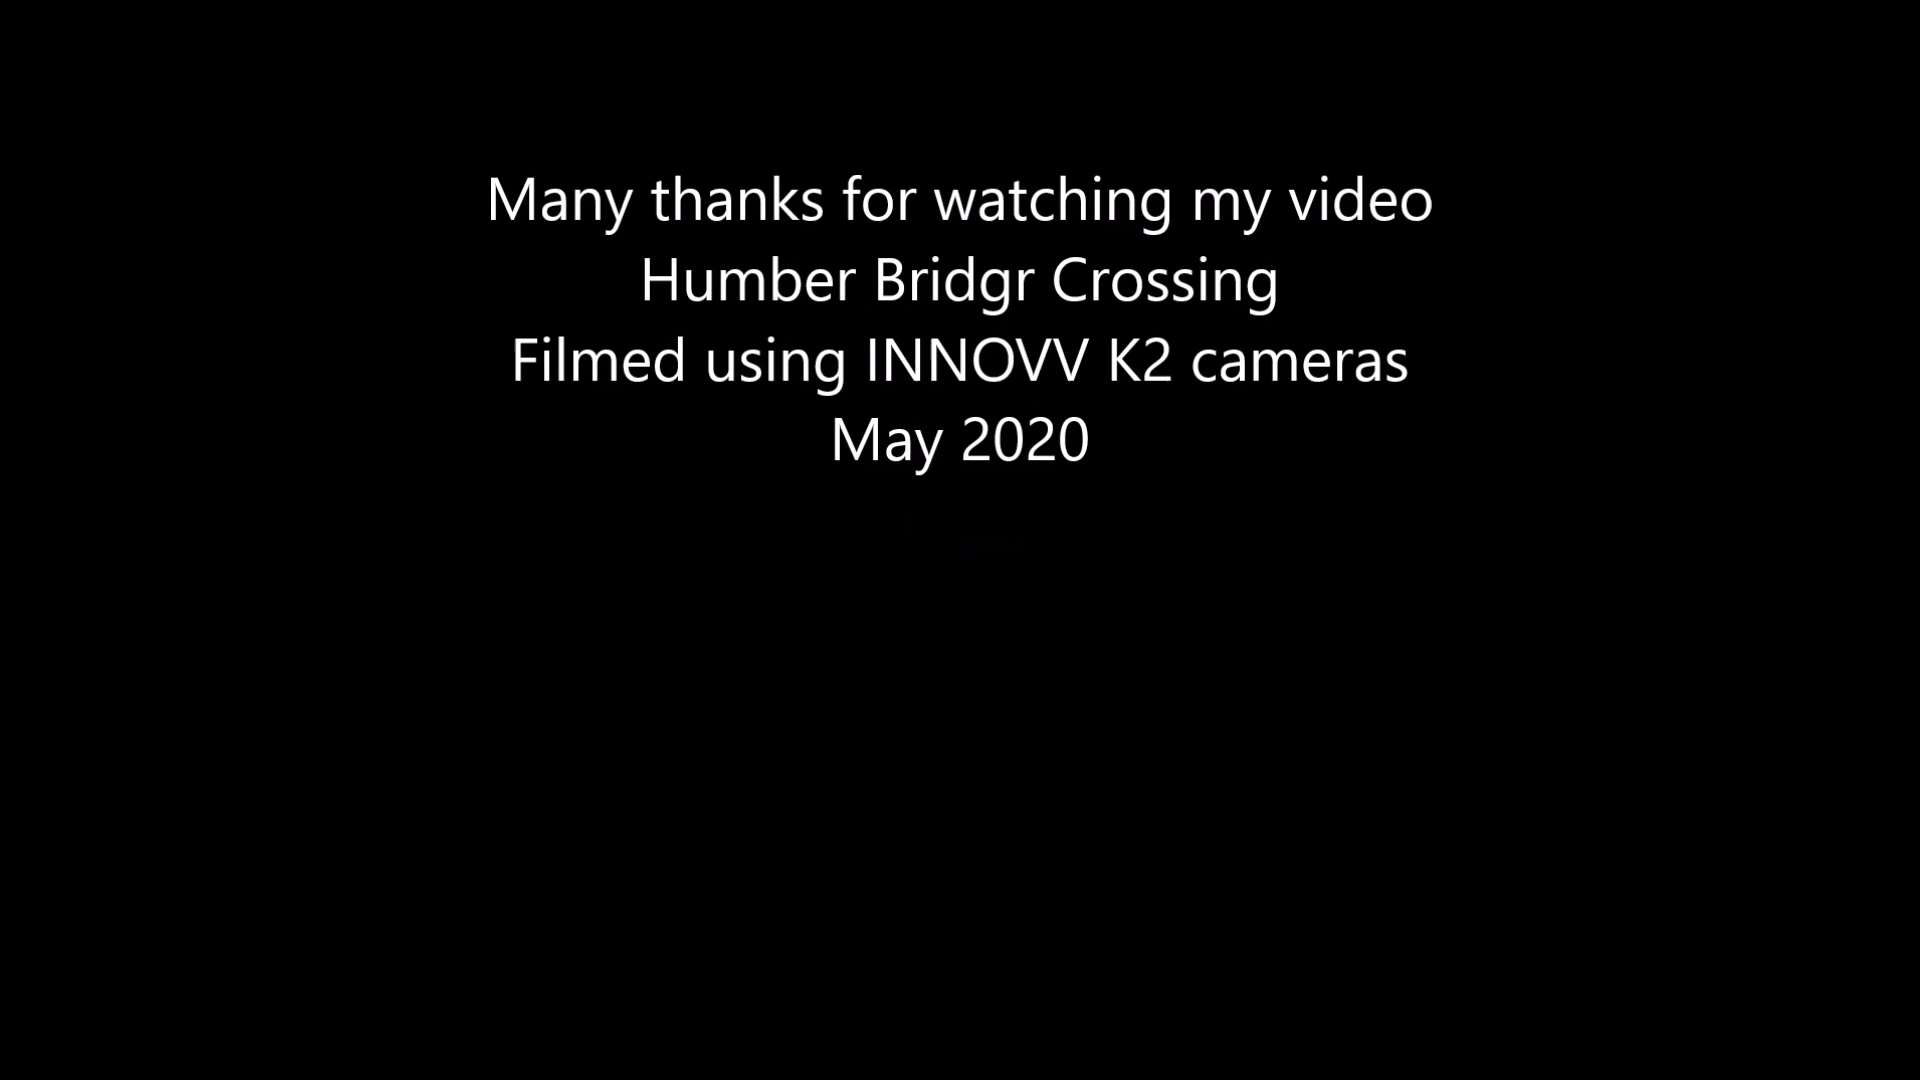 Many thanks for watching my video
Humber Bridgr Crossing
Filmed using INNOVV K2 cameras
May 2020